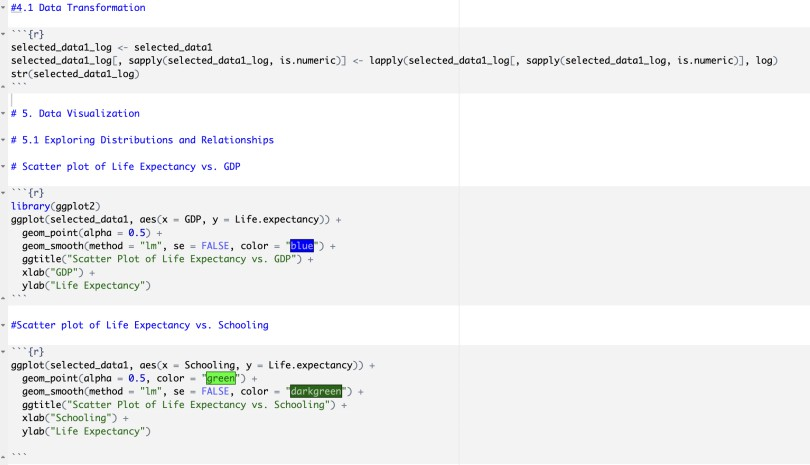 #4.1 Data Transformation
```{r}
selected_data1_log <- selected_data1
selected_data1_log[, sapply(selected_data1_log, is.numeric)] <- lapply(selected_data1_log[, sapply(selected_data1_log, is.numeric)], log)
str(selected_data1_log)
```
# 5. Data Visualization
# 5.1 Exploring Distributions and Relationships
# Scatter plot of Life Expectancy vs. GDP
```{r}
library(ggplot2)
ggplot(selected_data1, aes(x = GDP, y = Life.expectancy)) +
  geom_point(alpha = 0.5) +
  geom_smooth(method = "lm", se = FALSE, color = "blue") +
  ggtitle("Scatter Plot of Life Expectancy vs. GDP") +
  xlab("GDP") +
  ylab("Life Expectancy")
```
#Scatter plot of Life Expectancy vs. Schooling
```{r}
ggplot(selected_data1, aes(x = Schooling, y = Life.expectancy)) +
  geom_point(alpha = 0.5, color = "green") +
  geom_smooth(method = "lm", se = FALSE, color = "darkgreen") +
  ggtitle("Scatter Plot of Life Expectancy vs. Schooling") +
  xlab("Schooling") +
  ylab("Life Expectancy")
```